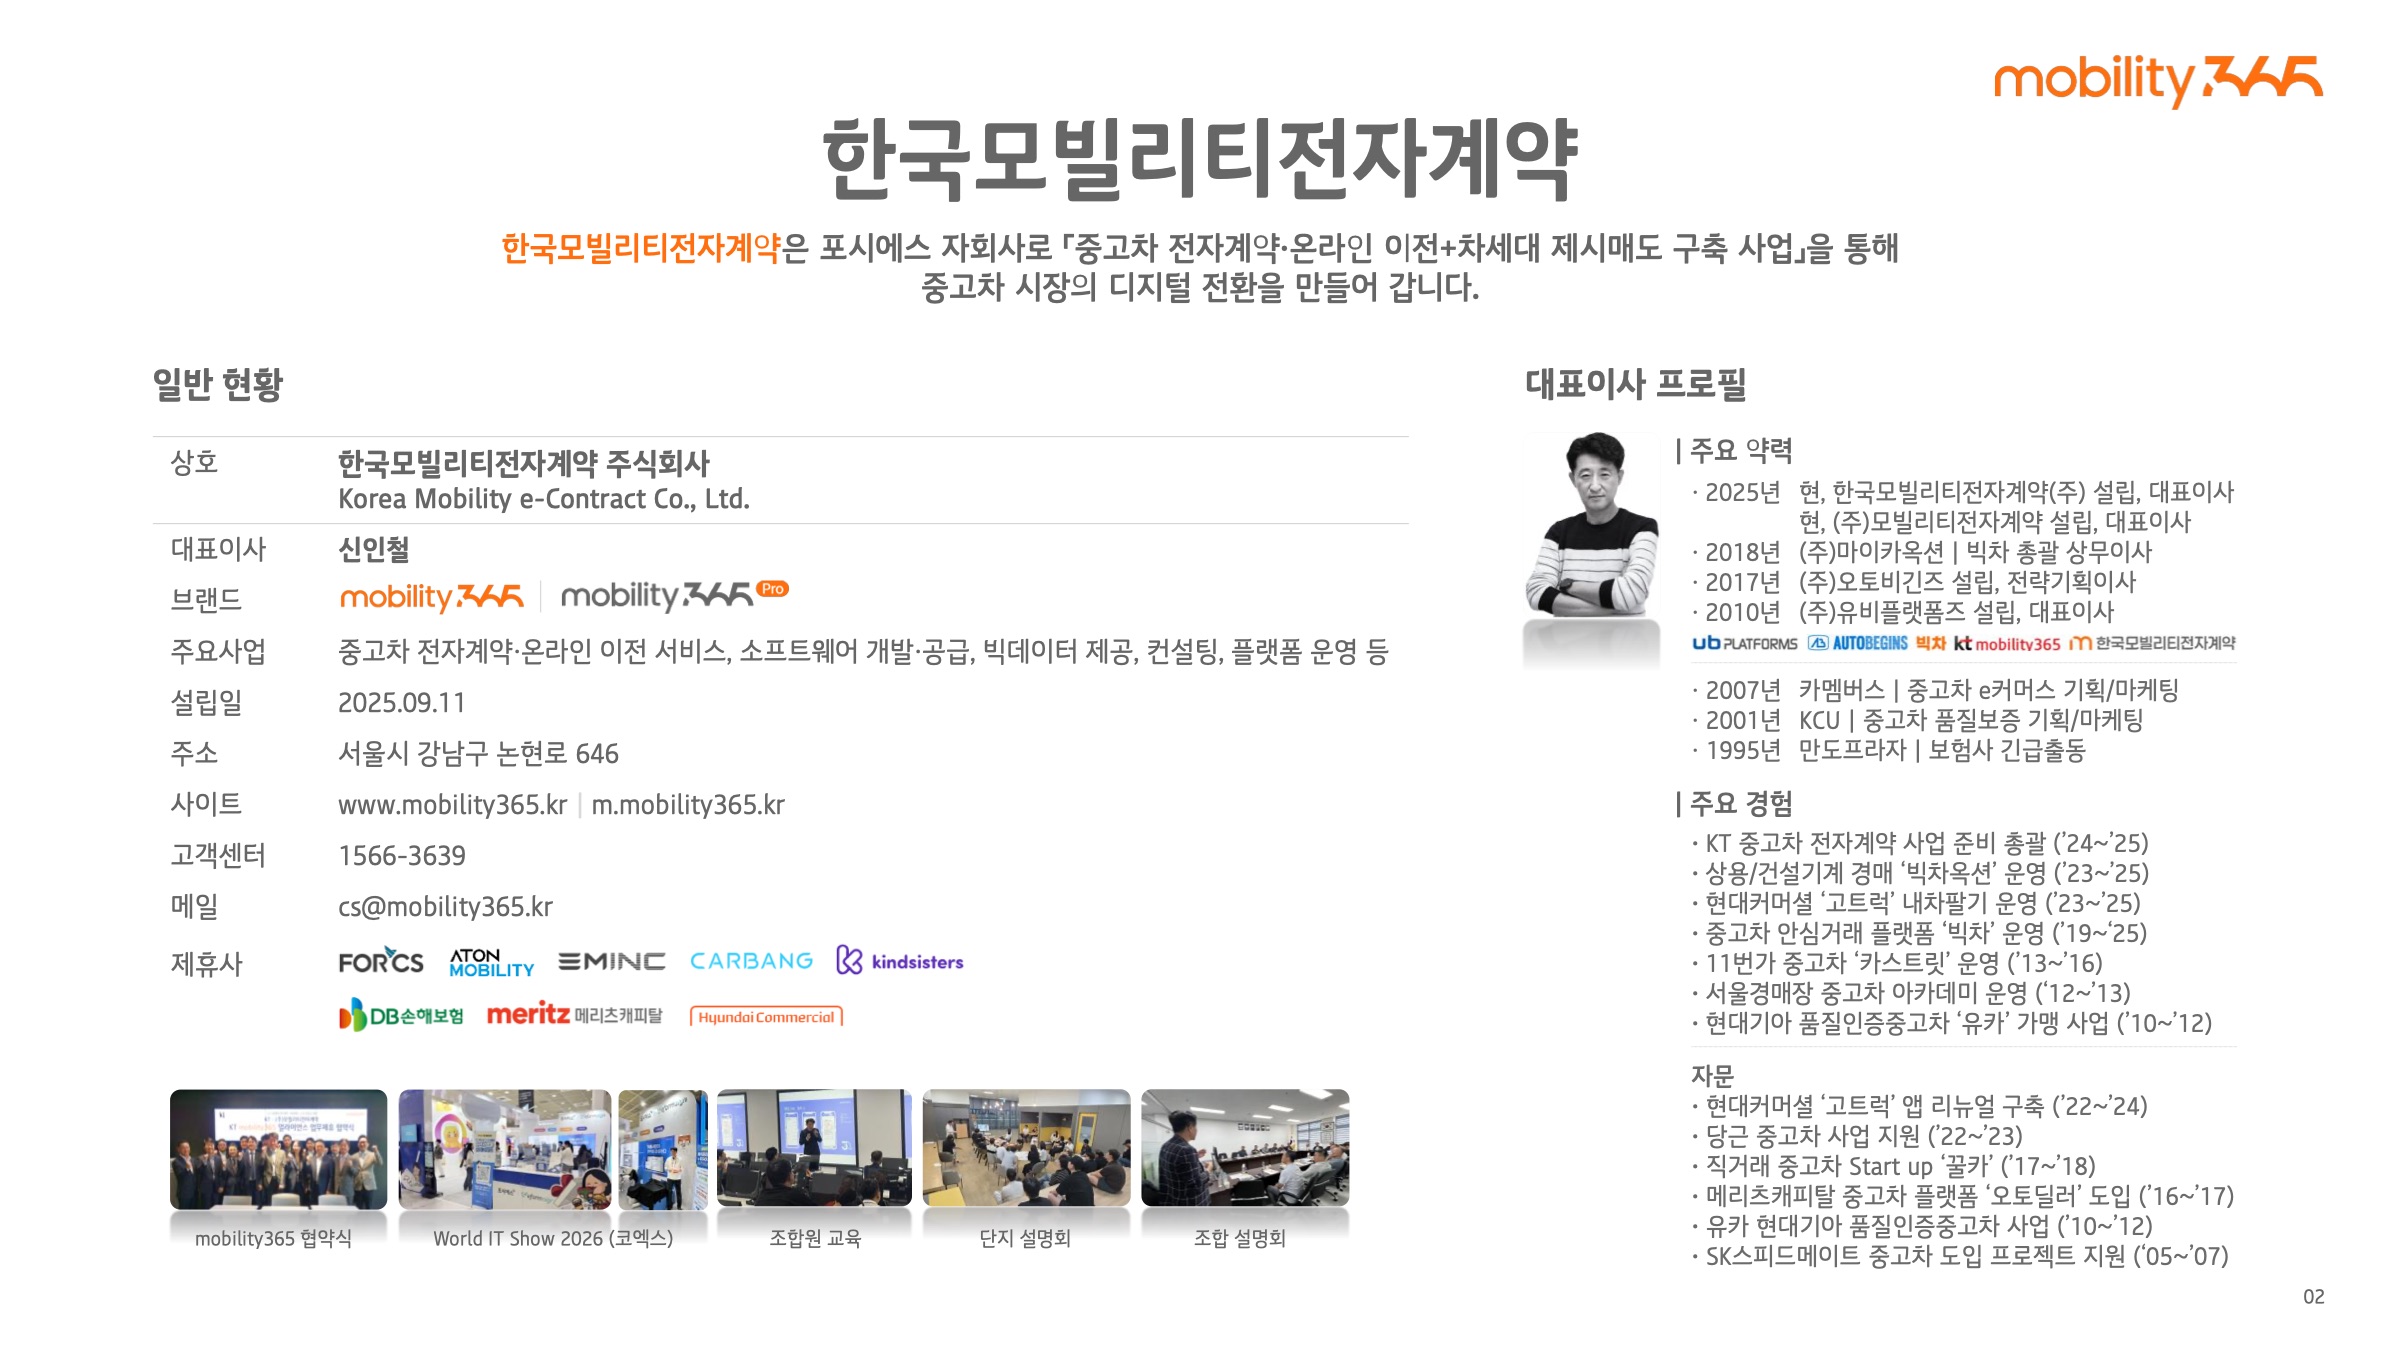 mobility365
한국모빌리티전자계약
한국모빌리티전자계약은 포시에스 자회사로 「중고차 전자계약·온라인 이전+차세대 제시매도 구축 사업」을 통해
중고차 시장의 디지털 전환을 만들어 갑니다.
일반 현황
상호 한국모빌리티전자계약 주식회사
Korea Mobility e-Contract Co., Ltd.
대표이사 신인철
브랜드 mobility365 | mobility365 Pro
주요사업 중고차 전자계약·온라인 이전 서비스, 소프트웨어 개발·공급, 빅데이터 제공, 컨설팅, 플랫폼 운영 등
설립일 2025.09.11
주소 서울시 강남구 논현로 646
사이트 www.mobility365.kr | m.mobility365.kr
고객센터 1566-3639
메일 cs@mobility365.kr
제휴사 FORCS ATON MOBILITY EMINC CARBANG kindsisters
DB손해보험 meritz 메리츠캐피탈 Hyundai Commercial
mobility365 협약식 World IT Show 2026 (코엑스) 조합원 교육 단지 설명회 조합 설명회
대표이사 프로필
| 주요 약력
· 2025년 현, 한국모빌리티전자계약(주) 설립, 대표이사
현, (주)모빌리티전자계약 설립, 대표이사
· 2018년 (주)마이카옥션 | 빅차 총괄 상무이사
· 2017년 (주)오토비긴즈 설립, 전략기획이사
· 2010년 (주)유비플랫폼즈 설립, 대표이사
ub PLATFORMS AB AUTOBEGINS 빅차 kt mobility365 m 한국모빌리티전자계약
· 2007년 카멤버스 | 중고차 e커머스 기획/마케팅
· 2001년 KCU | 중고차 품질보증 기획/마케팅
· 1995년 만도프라자 | 보험사 긴급출동
| 주요 경험
· KT 중고차 전자계약 사업 준비 총괄 (’24~’25)
· 상용/건설기계 경매 ‘빅차옥션’ 운영 (’23~’25)
· 현대커머셜 ‘고트럭’ 내차팔기 운영 (’23~’25)
· 중고차 안심거래 플랫폼 ‘빅차’ 운영 (’19~‘25)
· 11번가 중고차 ‘카스트릿’ 운영 (’13~’16)
· 서울경매장 중고차 아카데미 운영 (‘12~’13)
· 현대기아 품질인증중고차 ‘유카’ 가맹 사업 (’10~’12)
자문
· 현대커머셜 ‘고트럭’ 앱 리뉴얼 구축 (’22~’24)
· 당근 중고차 사업 지원 (’22~’23)
· 직거래 중고차 Start up ‘꿀카’ (’17~’18)
· 메리츠캐피탈 중고차 플랫폼 ‘오토딜러’ 도입 (’16~’17)
· 유카 현대기아 품질인증중고차 사업 (’10~’12)
· SK스피드메이트 중고차 도입 프로젝트 지원 (‘05~’07)
02